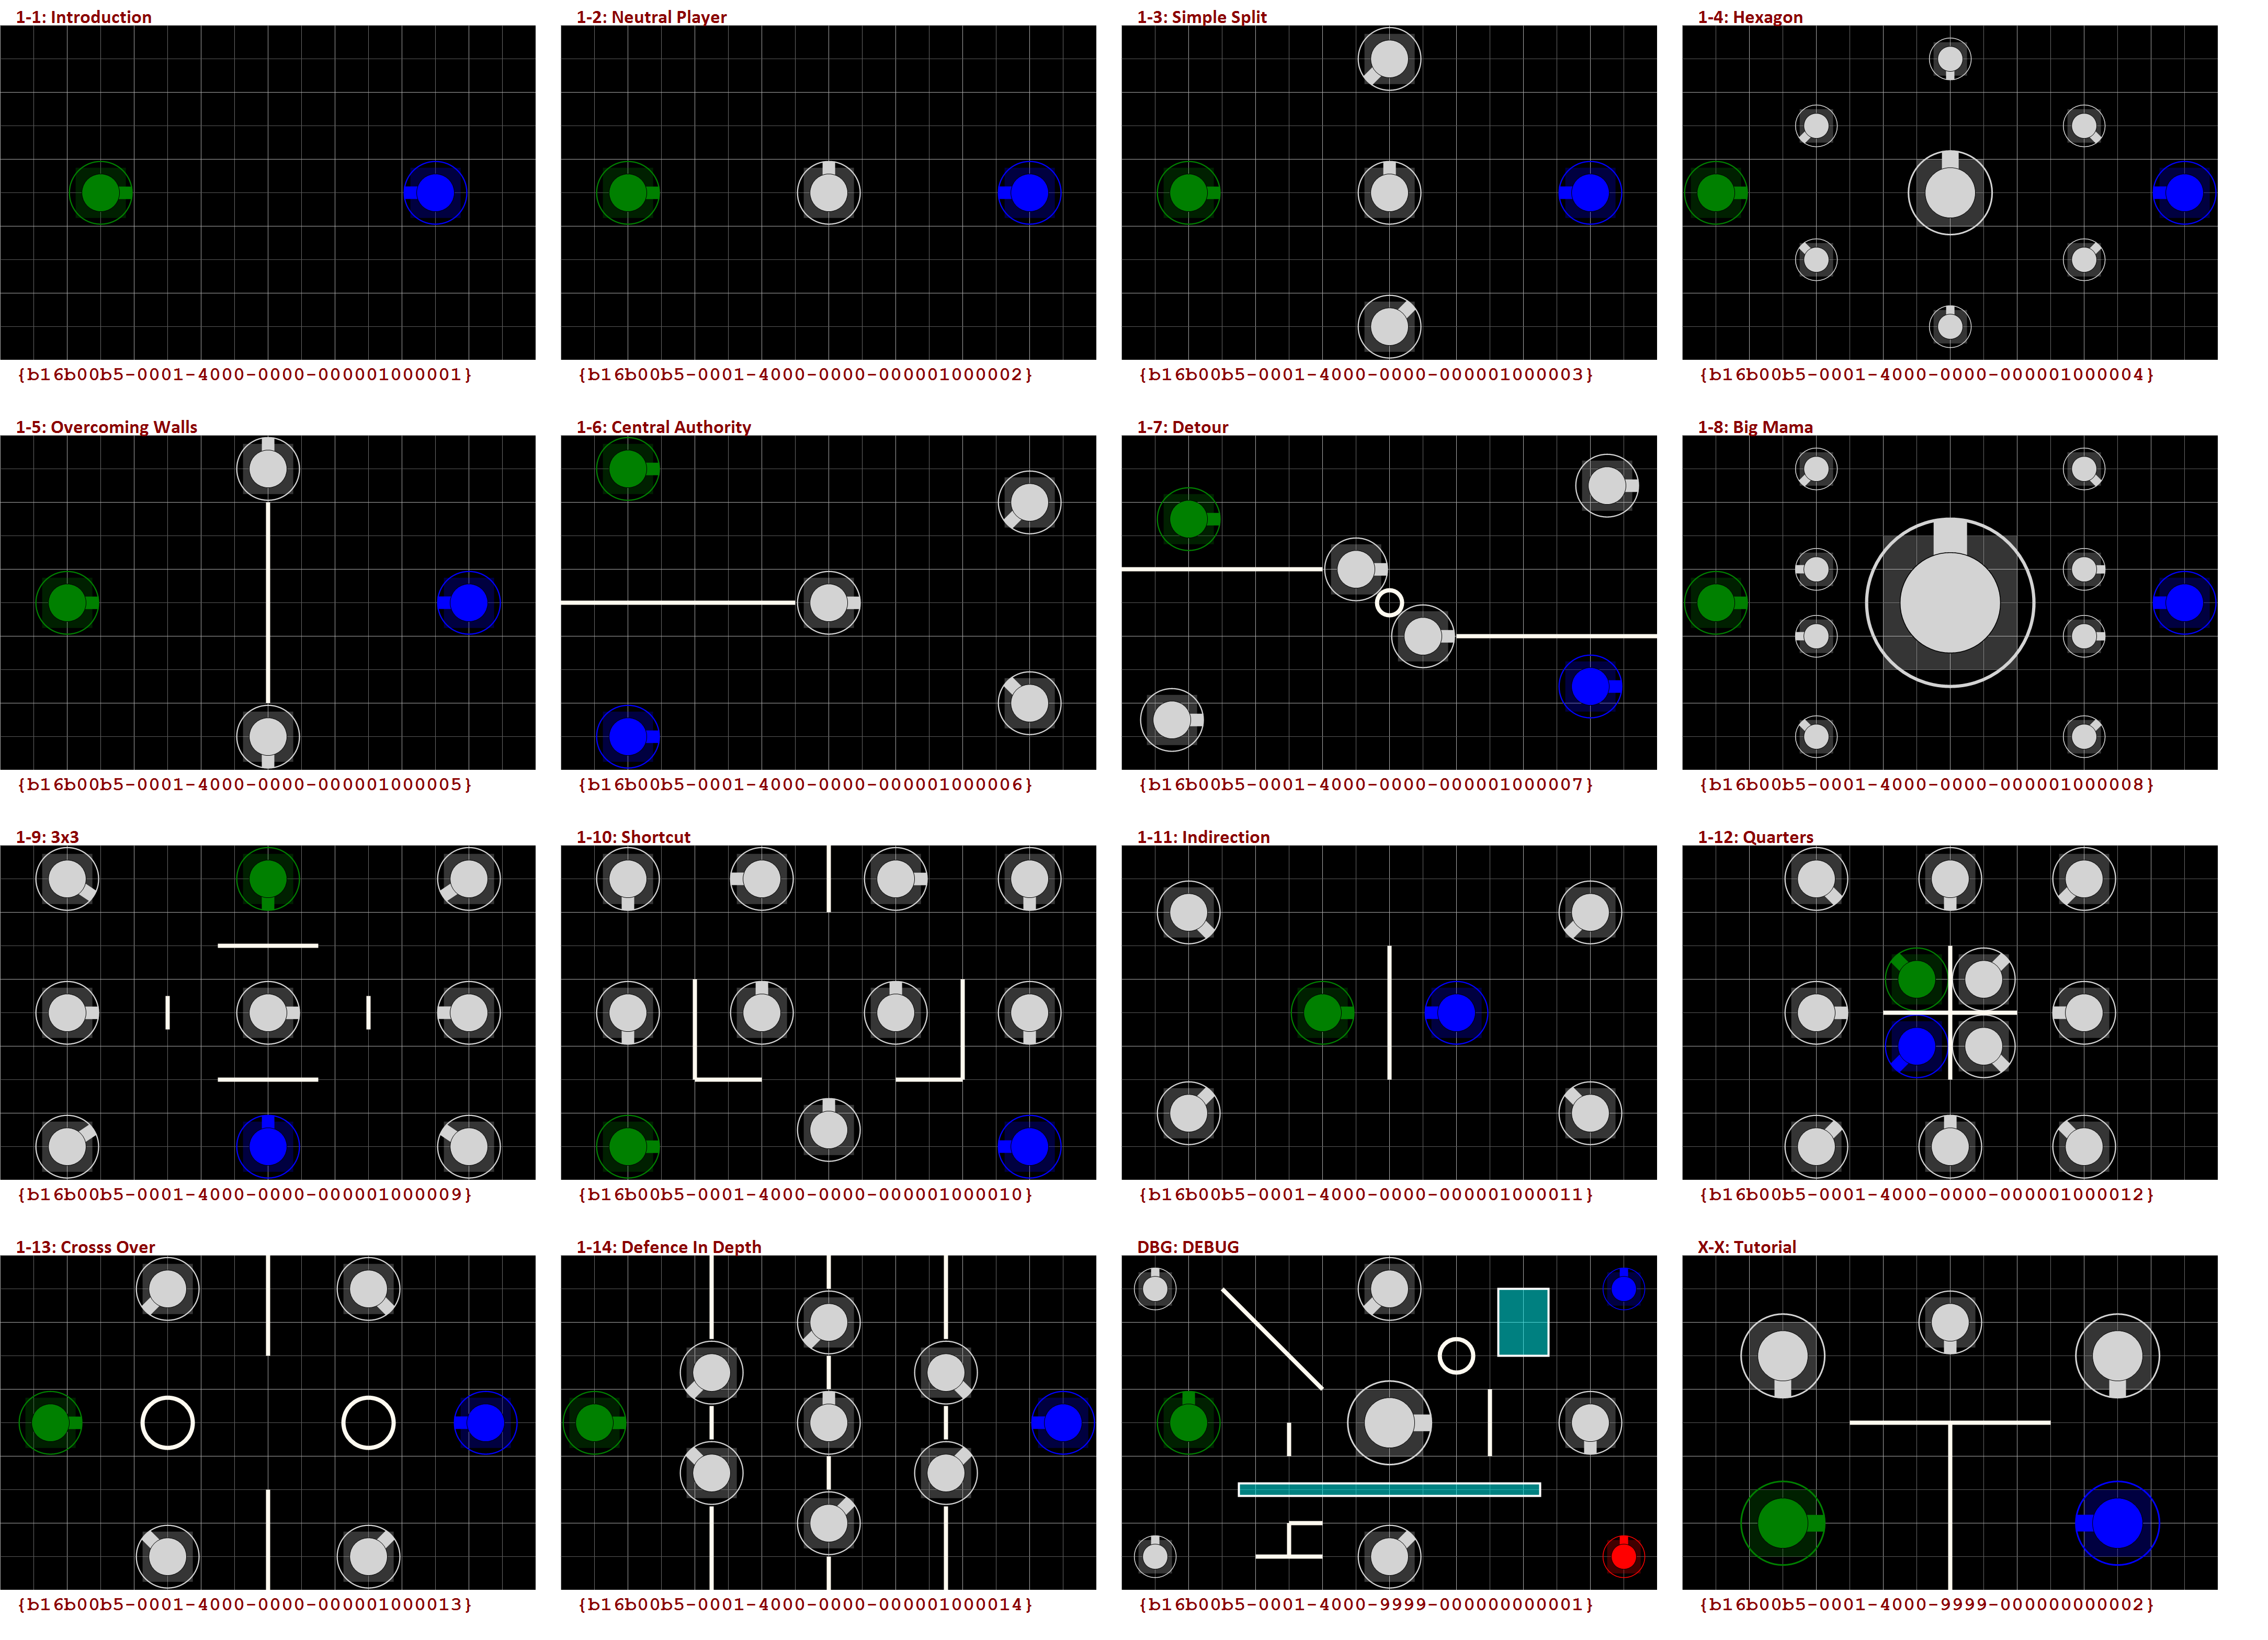 1-1: Introduction
1-2: Neutral Player
1-3: Simple Split
1-4: Hexagon
{b16b00b5-0001-4000-0000-000001000001}
{b16b00b5-0001-4000-0000-000001000002}
{b16b00b5-0001-4000-0000-000001000003}
{b16b00b5-0001-4000-0000-000001000004}
1-5: Overcoming Walls
1-6: Central Authority
1-7: Detour
1-8: Big Mama
{b16b00b5-0001-4000-0000-000001000005}
{b16b00b5-0001-4000-0000-000001000006}
{b16b00b5-0001-4000-0000-000001000007}
{b16b00b5-0001-4000-0000-000001000008}
1-9: 3x3
1-10: Shortcut
1-11: Indirection
1-12: Quarters
{b16b00b5-0001-4000-0000-000001000009}
{b16b00b5-0001-4000-0000-000001000010}
{b16b00b5-0001-4000-0000-000001000011}
{b16b00b5-0001-4000-0000-000001000012}
1-13: Crosss Over
1-14: Defence In Depth
DBG: DEBUG
X-X: Tutorial
{b16b00b5-0001-4000-0000-000001000013}
{b16b00b5-0001-4000-0000-000001000014}
{b16b00b5-0001-4000-9999-000000000001}
{b16b00b5-0001-4000-9999-000000000002}